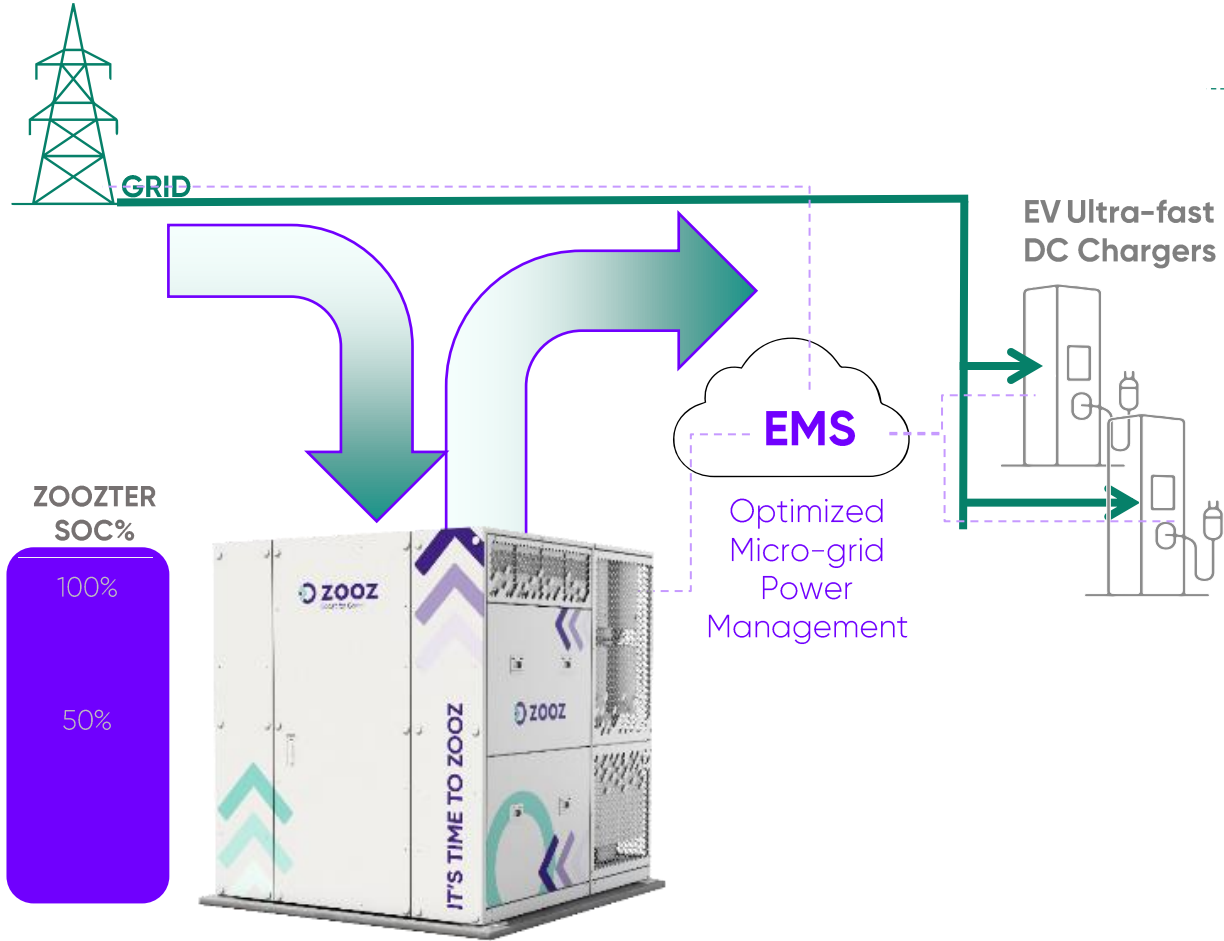 GRID
EV Ultra-fast
DC Chargers
EMS
Optimized
Micro-grid
Power
Management
ZOOZTER
SOC%
100%
50%
ZOOZ
ZOOZ
IT'S TIME TO ZOOZ